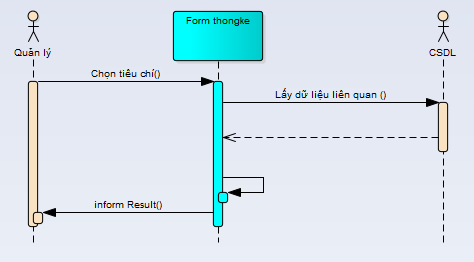 Form thongke
Quản lý
CSDL
Chọn tiêu chí()
Lấy dữ liệu liên quan ()
inform Result()